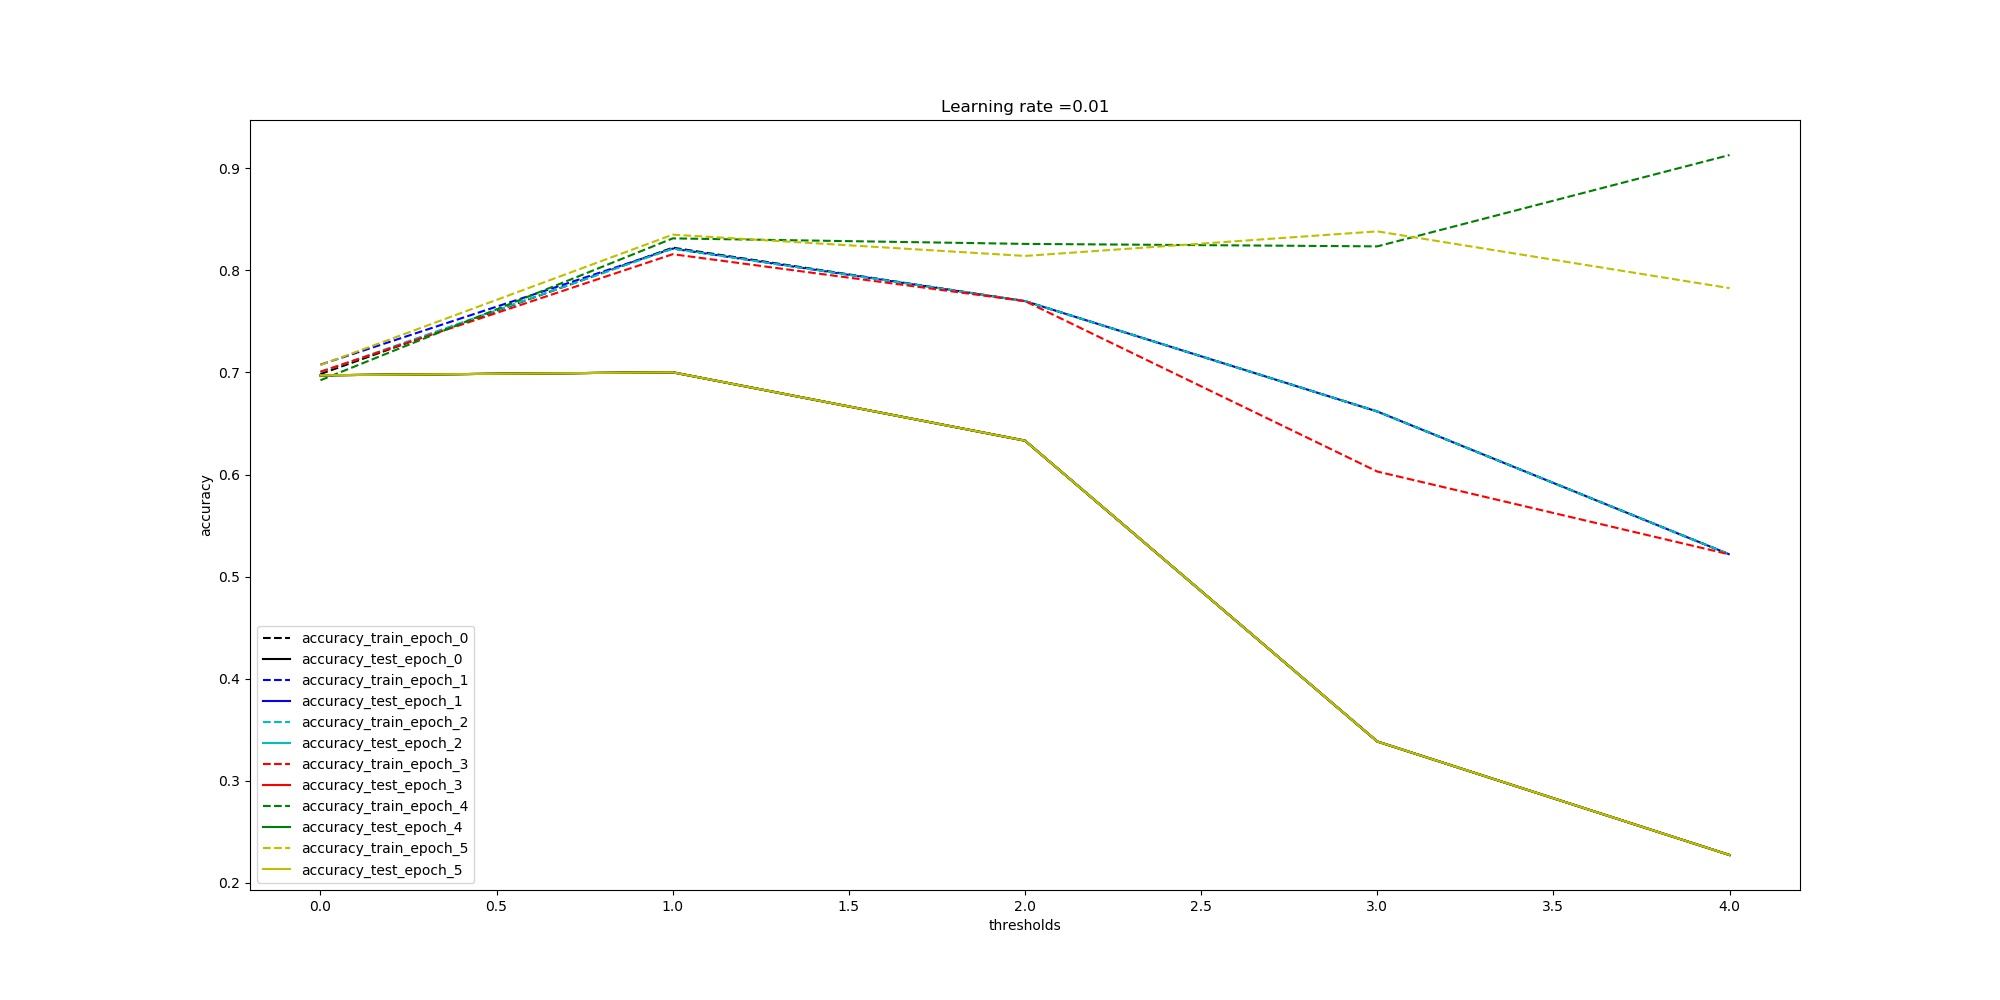 Learning rate =0.01
accuracy
0.9
0.8
0.7
0.6
0.5
0.4
0.3
0.2
accuracy_train_epoch_0
accuracy_test_epoch_0
accuracy_train_epoch_1
accuracy_test_epoch_1
accuracy_train_epoch_2
accuracy_test_epoch_2
accuracy_train_epoch_3
accuracy_test_epoch_3
accuracy_train_epoch_4
accuracy_test_epoch_4
accuracy_train_epoch_5
accuracy_test_epoch_5
0.0 0.5 1.0 1.5 2.0 2.5 3.0 3.5 4.0
thresholds